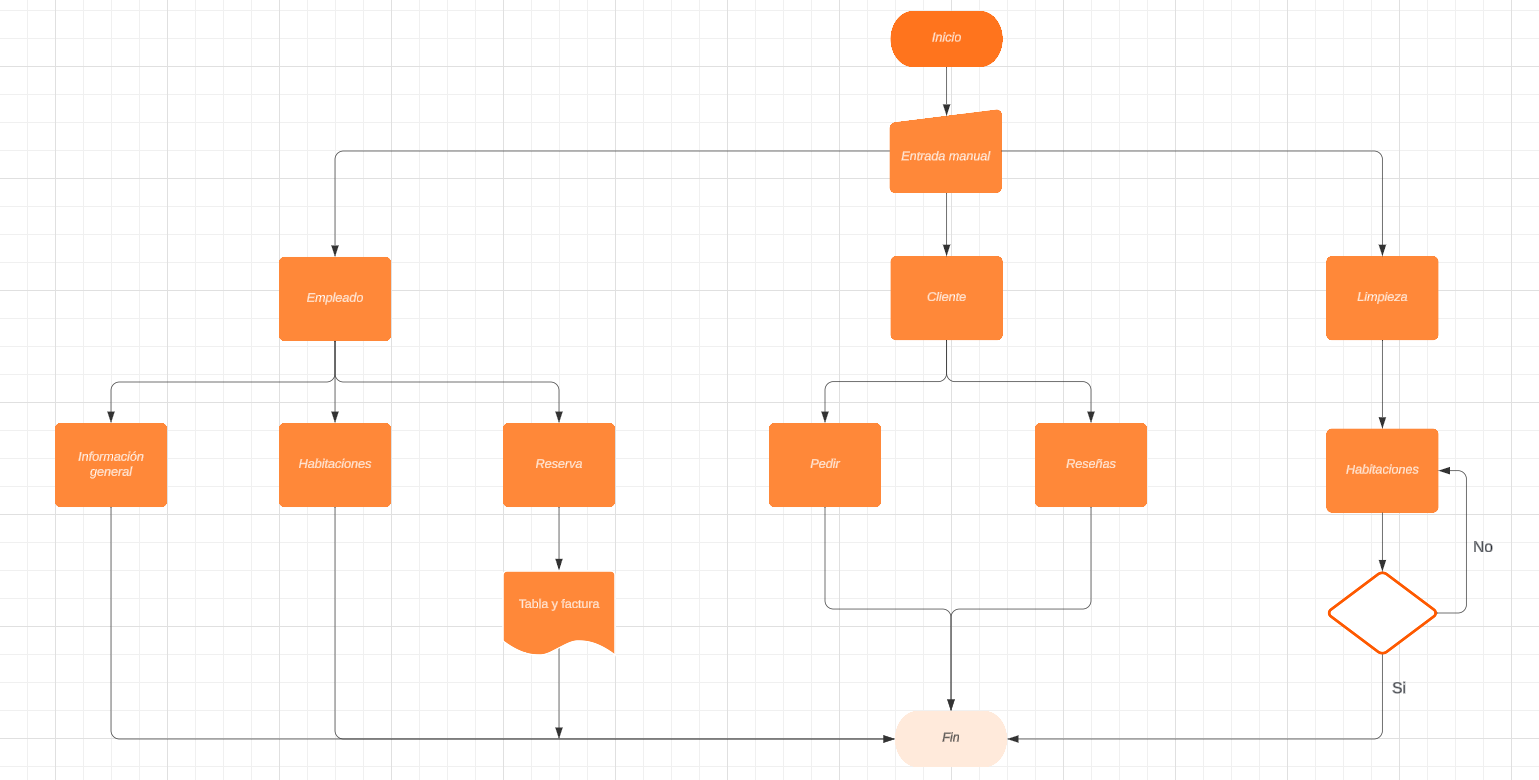 Inicio
Entrada manual
Empleado
Cliente
Limpieza
Información
general
Habitaciones
Reserva
Pedir
Reseñas
Habitaciones
No
Tabla y factura
Si
Fin